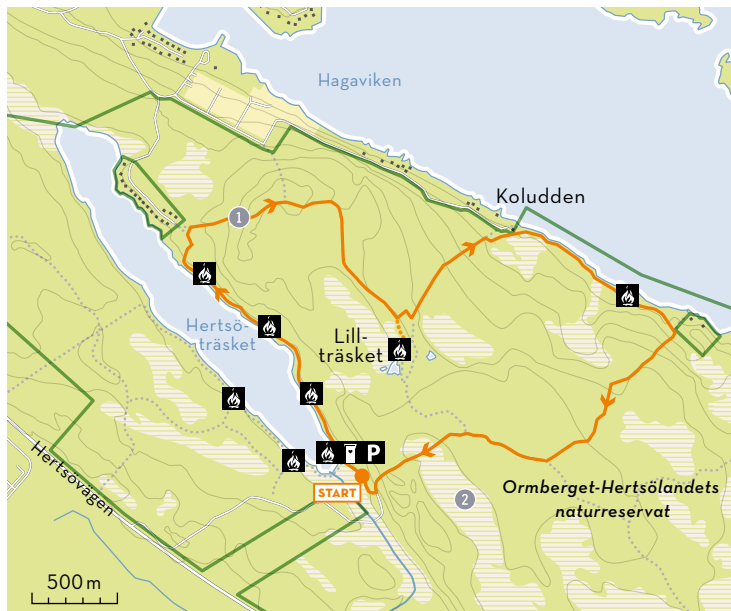 Hagaviken
Koludden
1
Hertsö-
träsket
Lill-
träsket
P
START
Hertsövägen
2
Ormberget-Hertsölandets
naturreservat
500 m